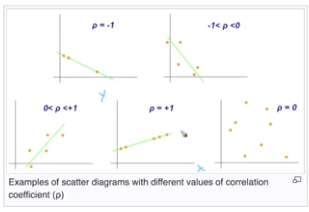 ρ = -1
-1< ρ <0
0< ρ <+1
ρ = +1
ρ = 0
y
x
Examples of scatter diagrams with different values of correlation
coefficient (ρ)